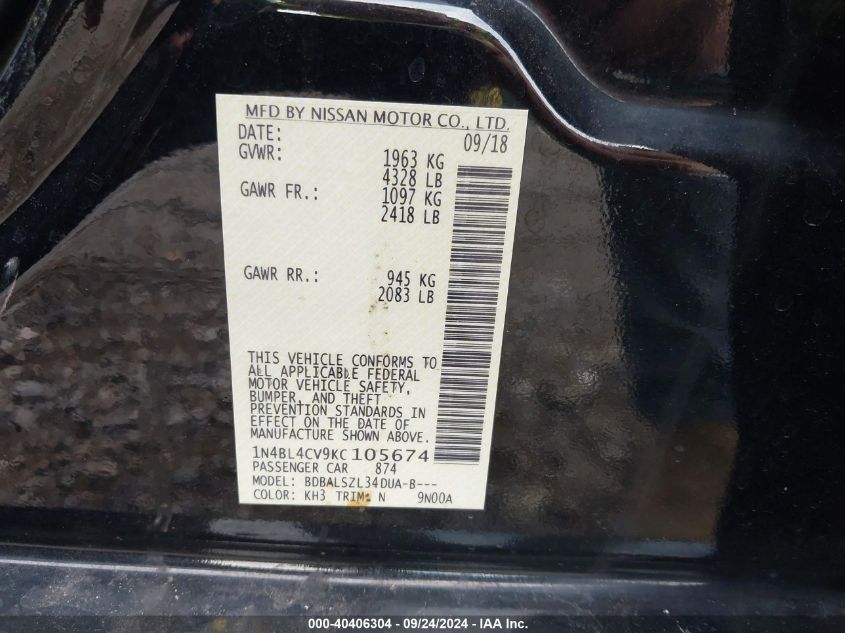 MFD BY NISSAN MOTOR CO., LTD.
DATE: 09/18
GVWR: 1963 KG
4328 LB
GAWR FR.: 1097 KG
2418 LB
GAWR RR.: 945 KG
2083 LB
THIS VEHICLE CONFORMS TO
ALL APPLICABLE FEDERAL
MOTOR VEHICLE SAFETY,
BUMPER, AND THEFT
PREVENTION STANDARDS IN
EFFECT ON THE DATE OF
MANUFACTURE SHOWN ABOVE.
1N4BL4CV9KC105674
PASSENGER CAR 874
MODEL: BDBALSZL34DUA-B---
COLOR: KH3 TRIM: N 9N00A
000-40406304 - 09/24/2024 - IAA Inc.